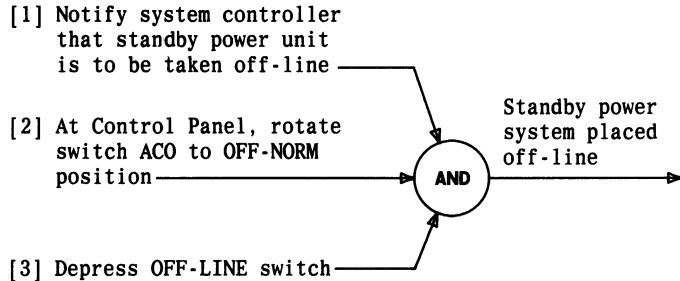 [1] Notify system controller
that standby power unit
is to be taken off-line
[2] At Control Panel, rotate
switch ACO to OFF-NORM
position
[3] Depress OFF-LINE switch
AND
Standby power
system placed
off-line